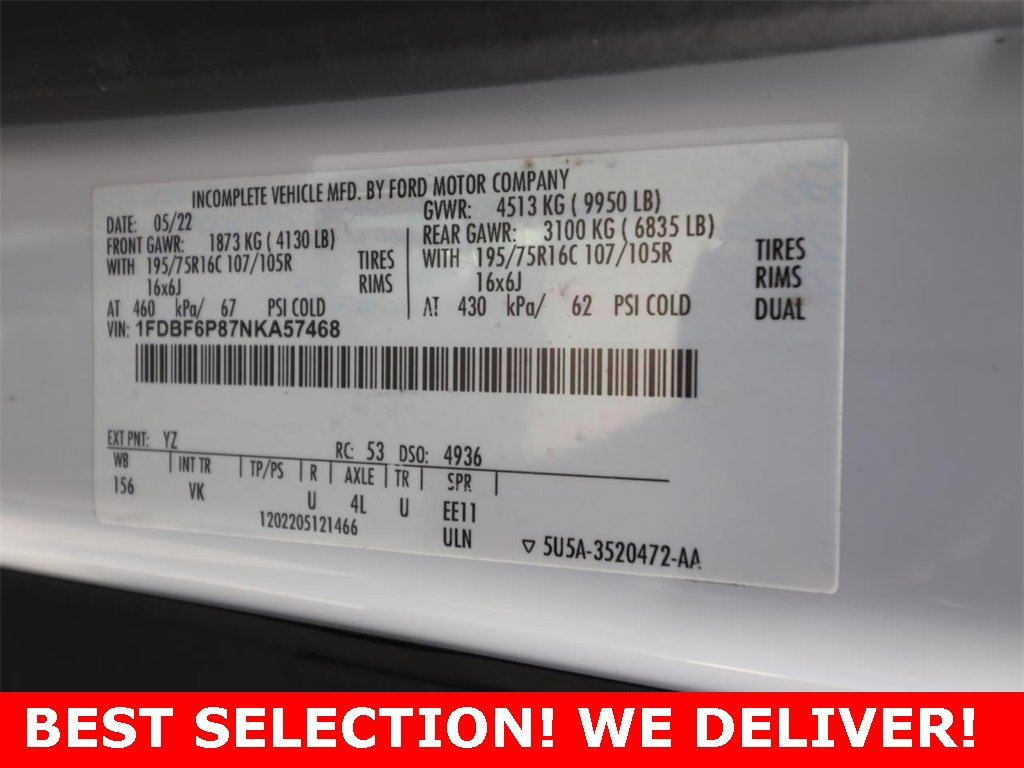 INCOMPLETE VEHICLE MFD. BY FORD MOTOR COMPANY
DATE: 05/22
GVWR: 4513 KG ( 9950 LB)
FRONT GAWR: 1873 KG ( 4130 LB)
REAR GAWR: 3100 KG ( 6835 LB)
WITH 195/75R16C 107/105R TIRES
WITH 195/75R16C 107/105R TIRES
16x6J RIMS
16x6J RIMS
AT 460 kPa/ 67 PSI COLD
AT 430 kPa/ 62 PSI COLD DUAL
VIN: 1FDBF6P87NKA57468
EXT PNT: YZ RC: 53 DSO: 4936
WB INT TR TP/PS R AXLE TR SPR
156 VK U 4L U EE11
1202205121466 ULN
5U5A-3520472-AA
BEST SELECTION! WE DELIVER!